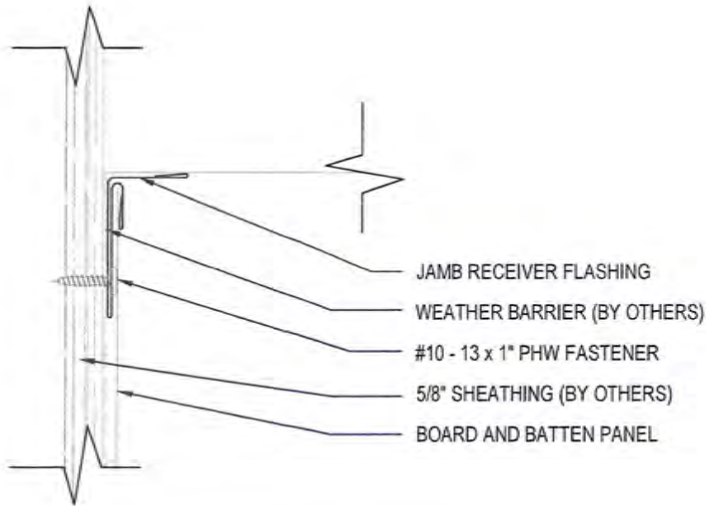 JAMB RECEIVER FLASHING
WEATHER BARRIER (BY OTHERS)
#10 - 13 x 1" PHW FASTENER
5/8" SHEATHING (BY OTHERS)
BOARD AND BATTEN PANEL